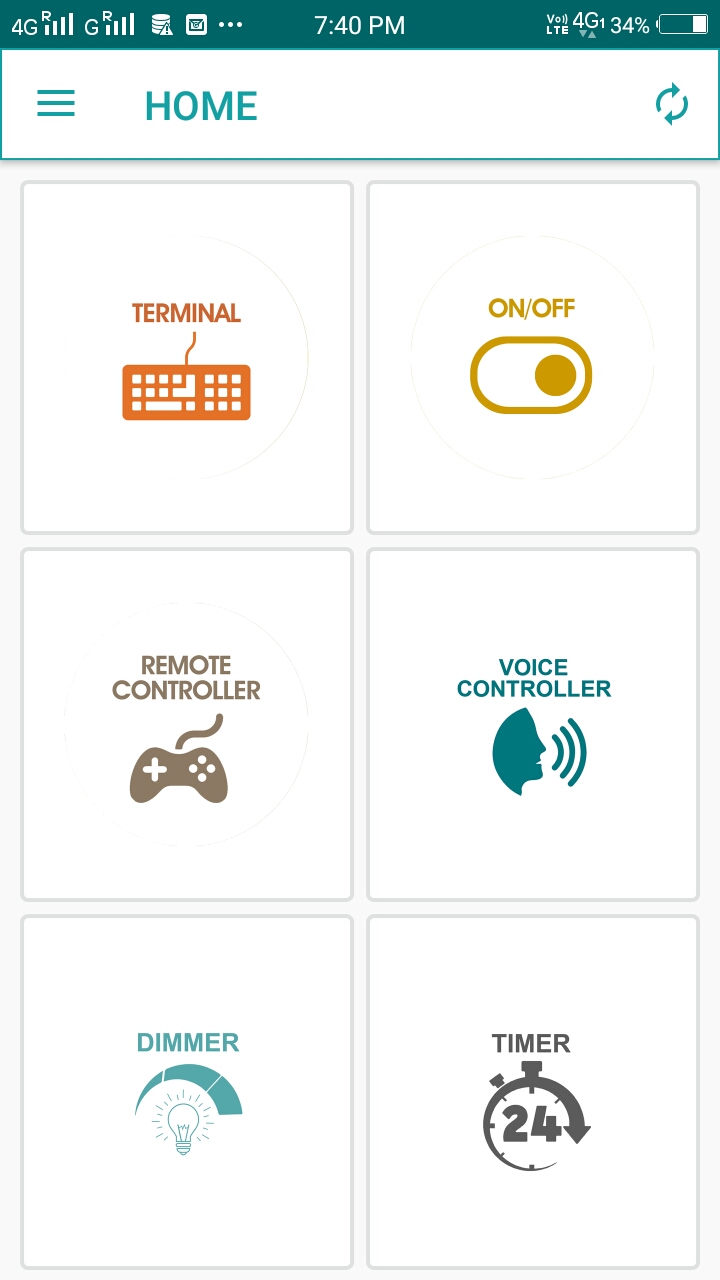 4G R G R ... 7:40 PM Vo)) LTE 4G1 34%
HOME
TERMINAL
ON/OFF
REMOTE
CONTROLLER
VOICE
CONTROLLER
DIMMER
TIMER
24